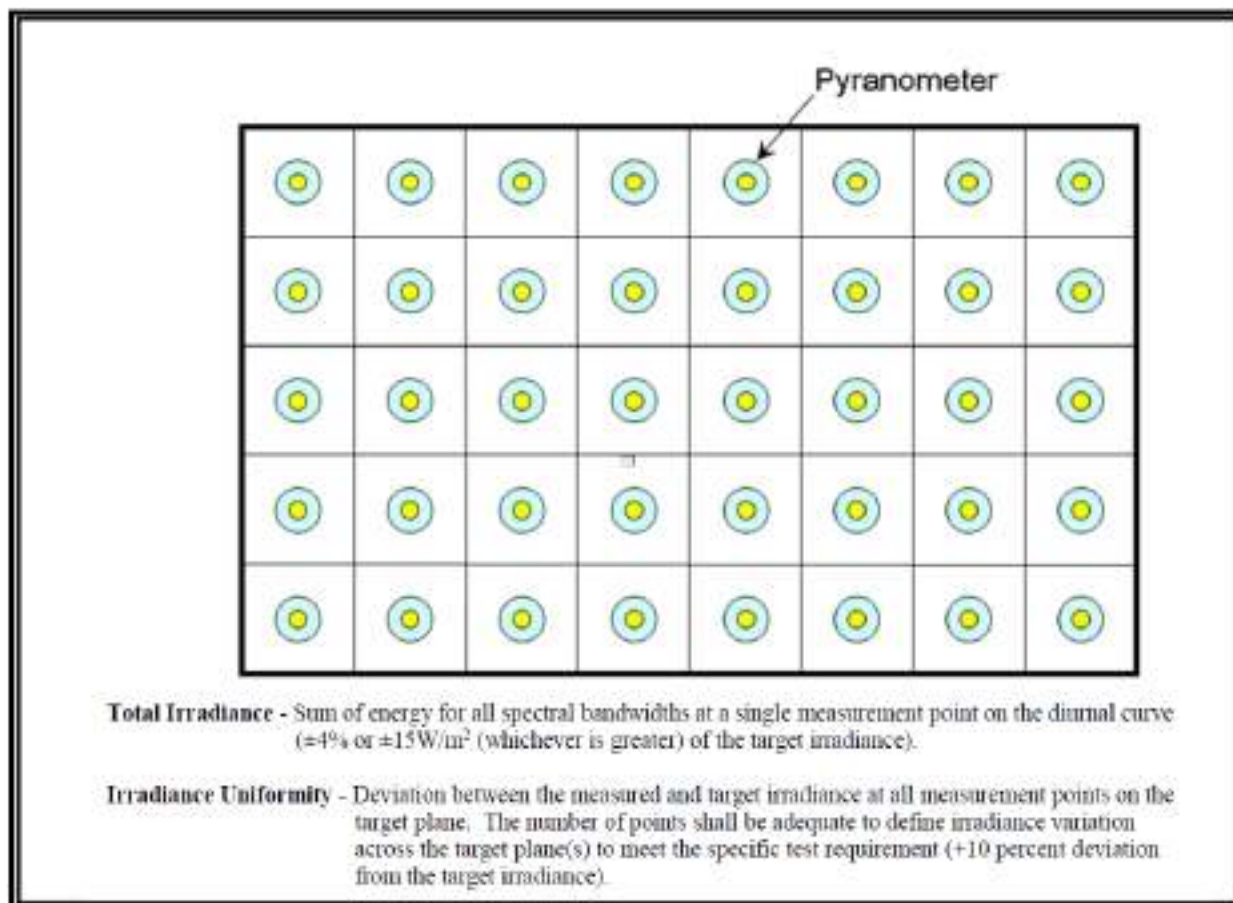 Pyranometer
Total Irradiance - Sum of energy for all spectral bandwidths at a single measurement point on the diurnal curve
(±4% or ±15W/m² (whichever is greater) of the target irradiance).
Irradiance Uniformity - Deviation between the measured and target irradiance at all measurement points on the
target plane. The number of points shall be adequate to define irradiance variation
across the target plane(s) to meet the specific test requirement (+10 percent deviation
from the target irradiance).